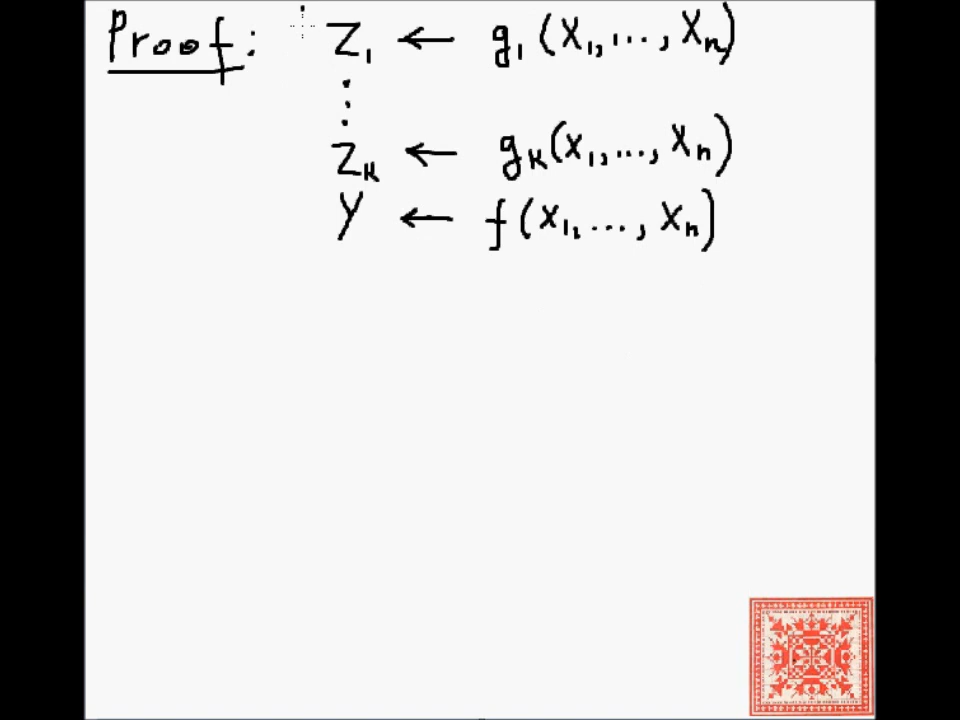 Proof: Z₁ ← g₁(X₁,...,Xₙ)
⋮
Zₖ ← gₖ(X₁,...,Xₙ)
Y ← f(X₁,...,Xₙ)